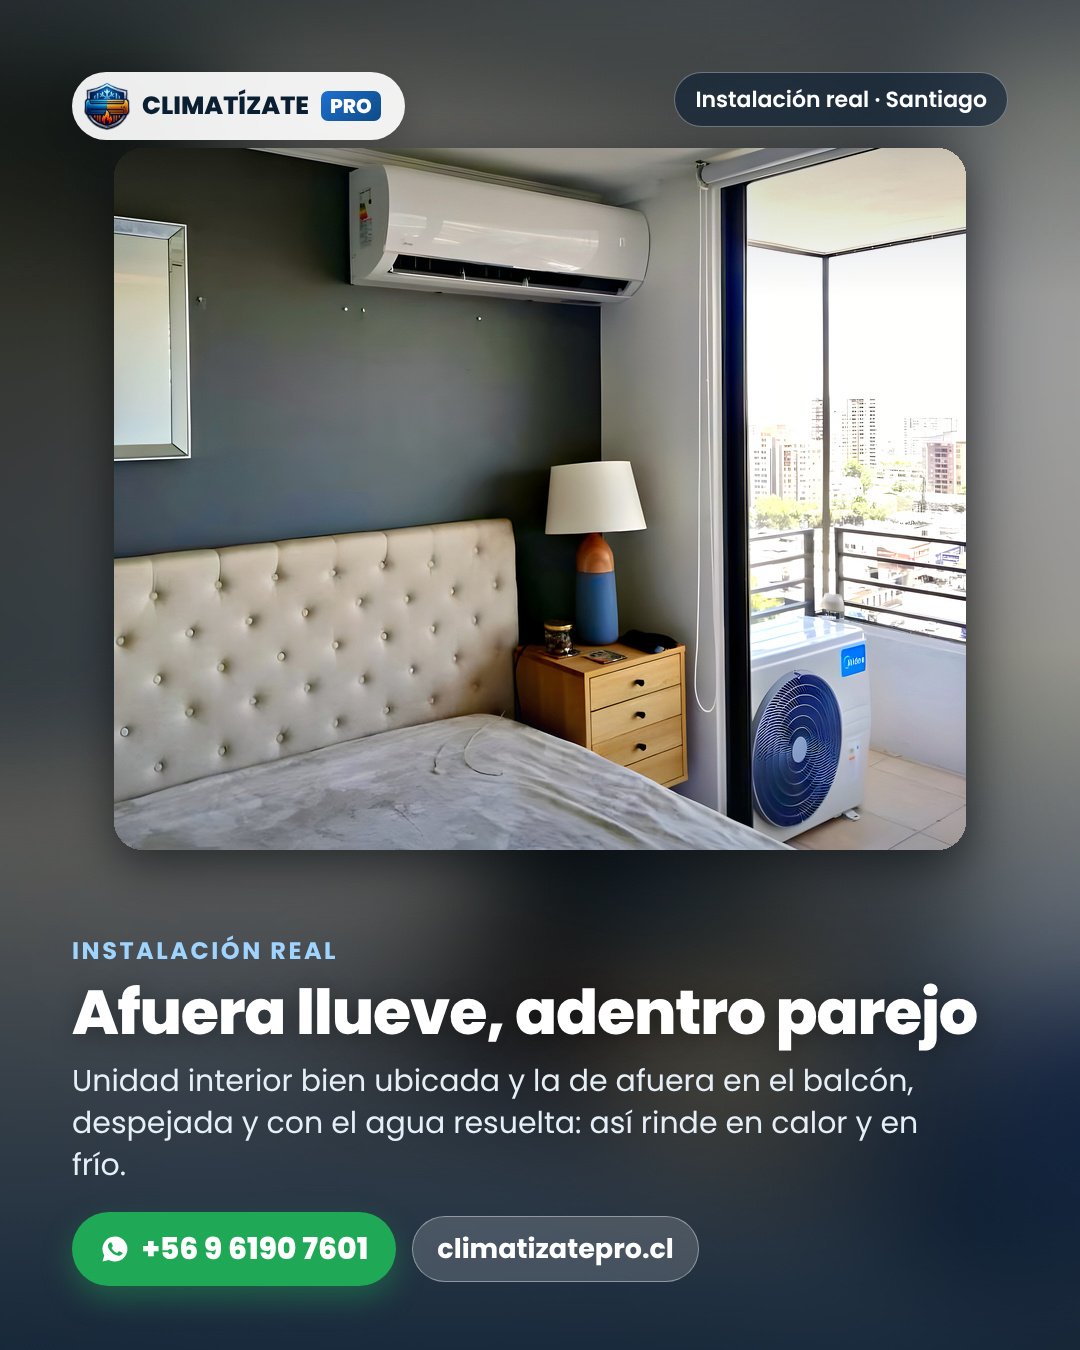 CLIMATÍZATE PRO
Instalación real · Santiago
Midea
INSTALACIÓN REAL
Afuera llueve, adentro parejo
Unidad interior bien ubicada y la de afuera en el balcón,
despejada y con el agua resuelta: así rinde en calor y en
frío.
+56 9 6190 7601
climatizatepro.cl